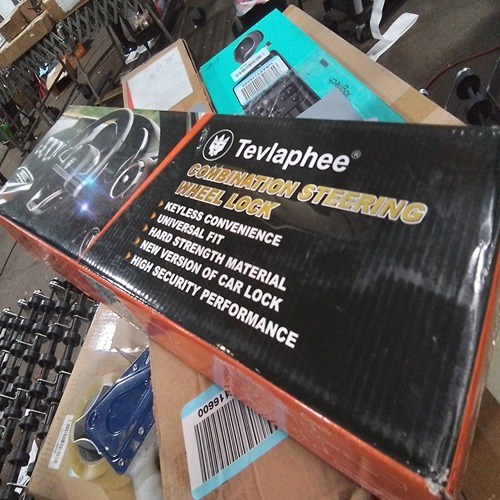 Tevlaphee®
COMBINATION STEERING
WHEEL LOCK
KEYLESS CONVENIENCE
UNIVERSAL FIT
HARD STRENGTH MATERIAL
NEW VERSION OF CAR LOCK
HIGH SECURITY PERFORMANCE